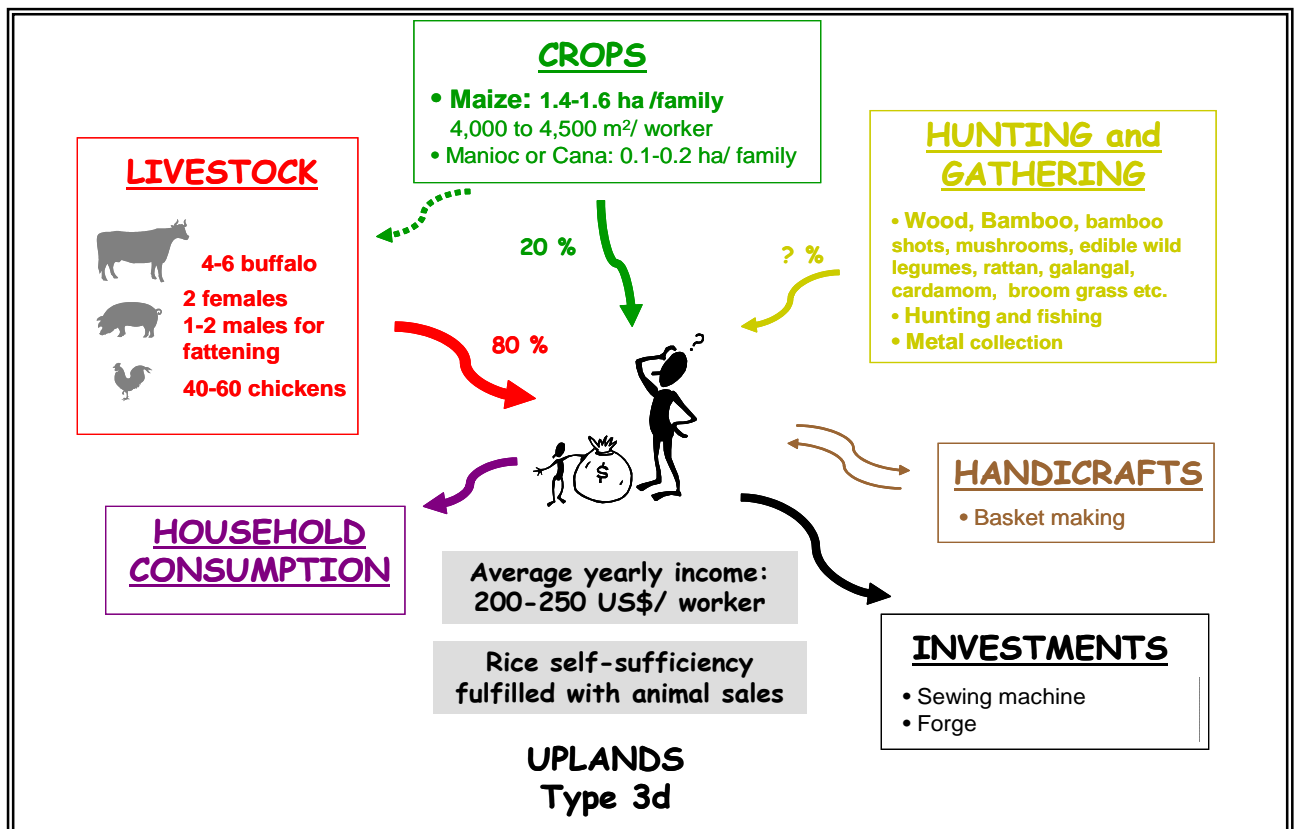 CROPS
• Maize: 1.4-1.6 ha /family
4,000 to 4,500 m²/ worker
• Manioc or Cana: 0.1-0.2 ha/ family
LIVESTOCK
4-6 buffalo
2 females
1-2 males for
fattening
40-60 chickens
HUNTING and
GATHERING
• Wood, Bamboo, bamboo
shots, mushrooms, edible wild
legumes, rattan, galangal,
cardamom, broom grass etc.
• Hunting and fishing
• Metal collection
20 %
? %
80 %
?
$
HANDICRAFTS
• Basket making
HOUSEHOLD
CONSUMPTION
Average yearly income:
200-250 US$/ worker
Rice self-sufficiency
fulfilled with animal sales
INVESTMENTS
• Sewing machine
• Forge
UPLANDS
Type 3d